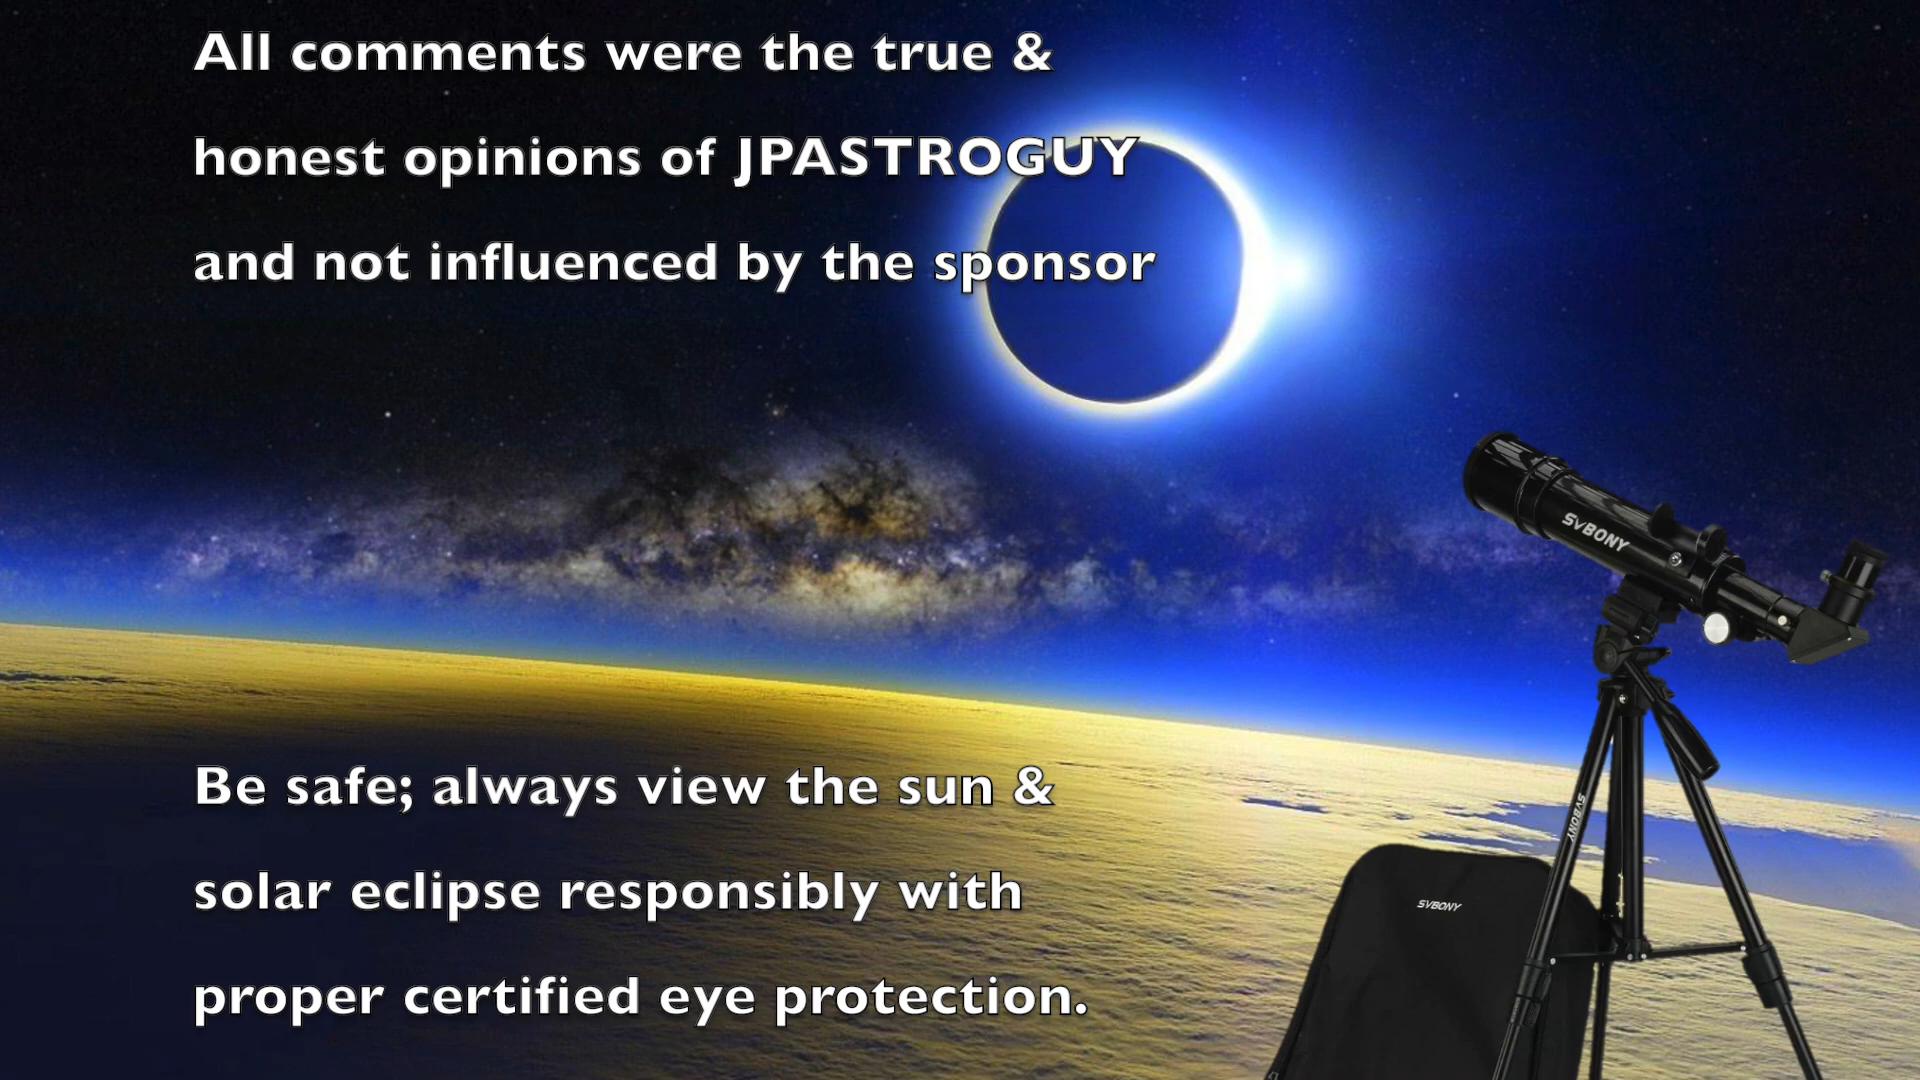 All comments were the true &
honest opinions of JPASTROGUY
and not influenced by the sponsor
SVBONY
Be safe; always view the sun &
SVBONY
solar eclipse responsibly with
SVBONY
proper certified eye protection.